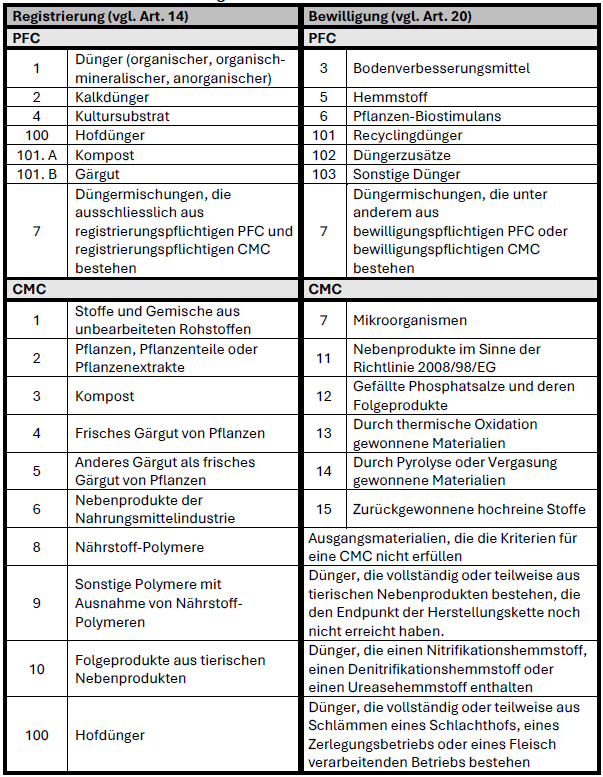 Registrierung (vgl. Art. 14)
Bewilligung (vgl. Art. 20)
PFC
PFC
1
Dünger (organischer, organisch-
mineralischer, anorganischer)
3
Bodenverbesserungsmittel
2
Kalkdünger
5
Hemmstoff
4
Kultursubstrat
6
Pflanzen-Biostimulans
100
Hofdünger
101
Recyclingdünger
101. A
Kompost
102
Düngerzusätze
101. B
Gärgut
103
Sonstige Dünger
7
Düngermischungen, die
ausschliesslich aus
registrierungspflichtigen PFC und
registrierungspflichtigen CMC
bestehen
7
Düngermischungen, die unter
anderem aus
bewilligungspflichtigen PFC oder
bewilligungspflichtigen CMC
bestehen
CMC
CMC
1
Stoffe und Gemische aus
unbearbeiteten Rohstoffen
7
Mikroorganismen
2
Pflanzen, Pflanzenteile oder
Pflanzenextrakte
11
Nebenprodukte im Sinne der
Richtlinie 2008/98/EG
3
Kompost
12
Gefällte Phosphatsalze und deren
Folgeprodukte
4
Frisches Gärgut von Pflanzen
13
Durch thermische Oxidation
gewonnene Materialien
5
Anderes Gärgut als frisches
Gärgut von Pflanzen
14
Durch Pyrolyse oder Vergasung
gewonnene Materialien
6
Nebenprodukte der
Nahrungsmittelindustrie
15
Zurückgewonnene hochreine Stoffe
8
Nährstoff-Polymere
Ausgangsmaterialien, die die Kriterien für
eine CMC nicht erfüllen
9
Sonstige Polymere mit
Ausnahme von Nährstoff-
Polymeren
Dünger, die vollständig oder teilweise aus
tierischen Nebenprodukten bestehen, die
den Endpunkt der Herstellungskette noch
nicht erreicht haben.
10
Folgeprodukte aus tierischen
Nebenprodukten
Dünger, die einen Nitrifikationshemmstoff,
einen Denitrifikationshemmstoff oder
einen Ureasehemmstoff enthalten
100
Hofdünger
Dünger, die vollständig oder teilweise aus
Schlämmen eines Schlachthofs, eines
Zerlegungsbetriebs oder eines Fleisch
verarbeitenden Betriebs bestehen